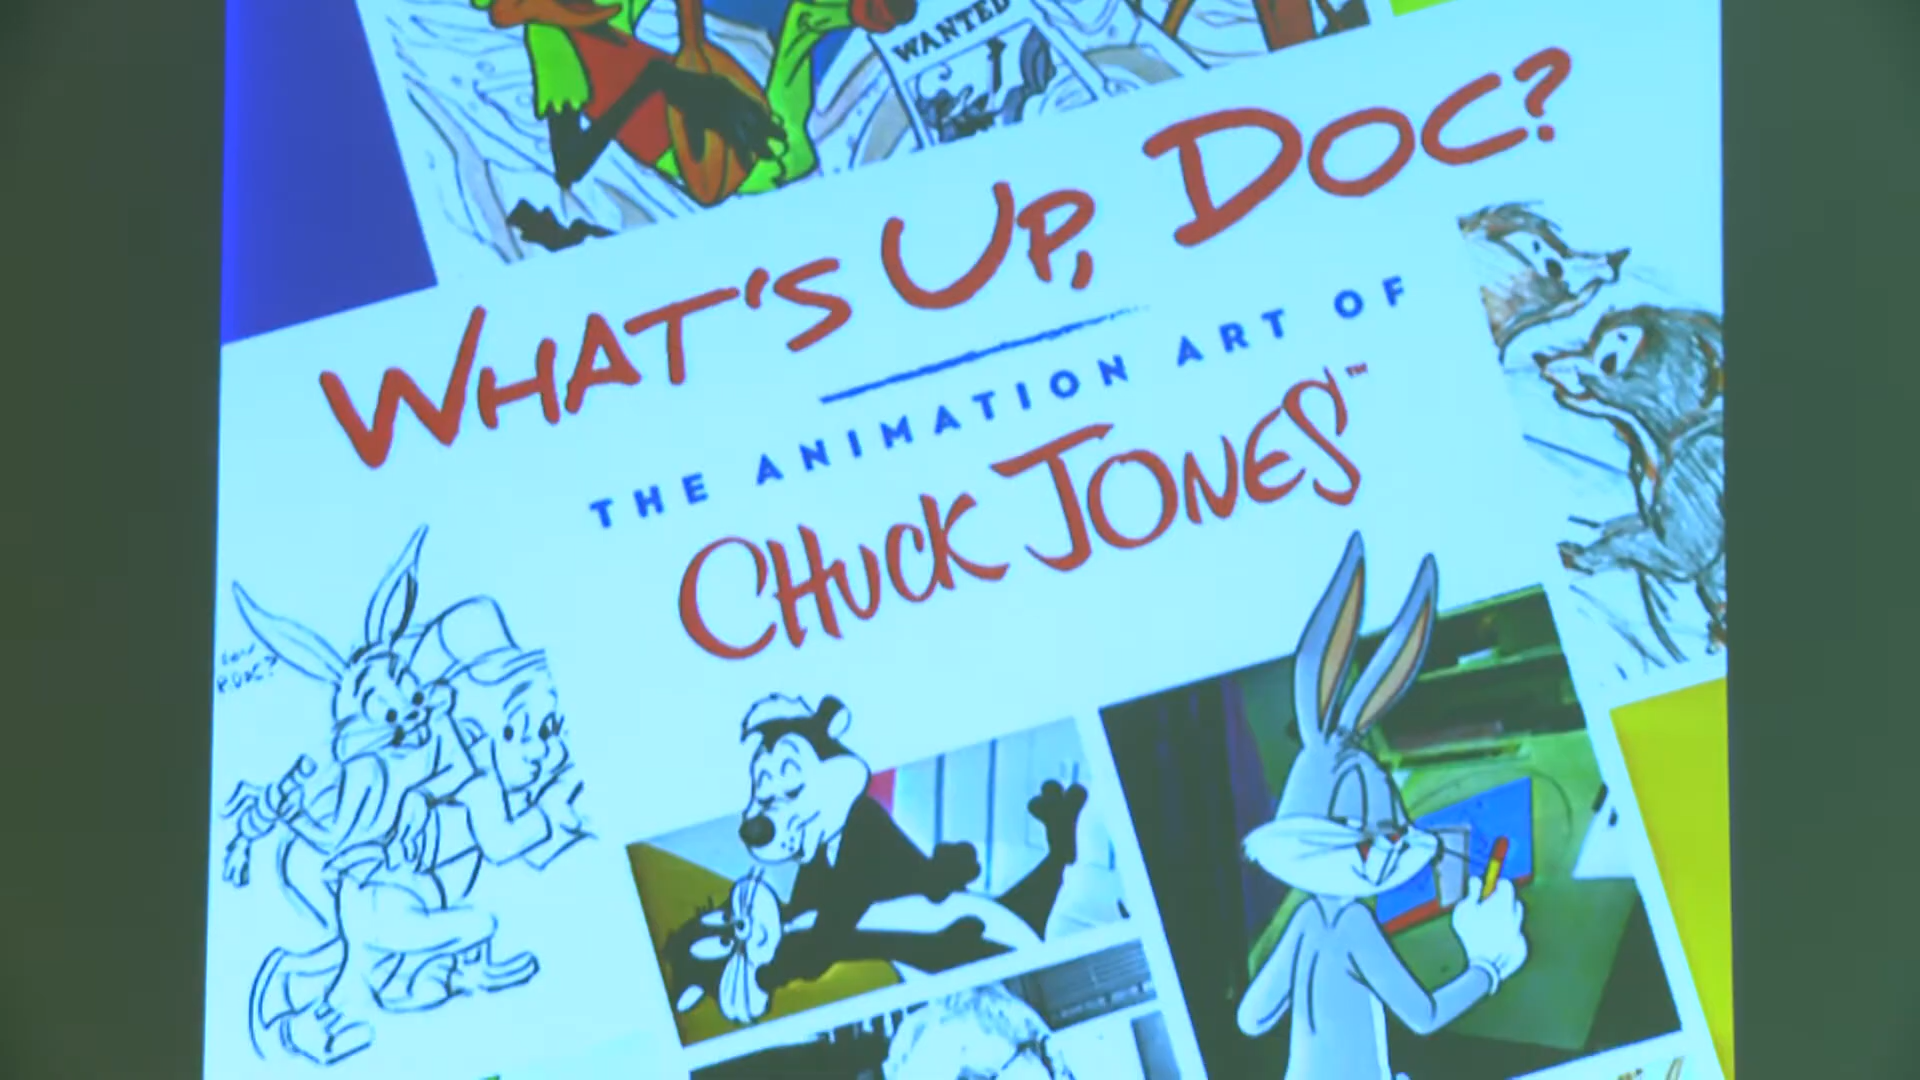 WANTED
WHAT'S UP, DOC?
THE ANIMATION ART OF
CHUCK JONES™